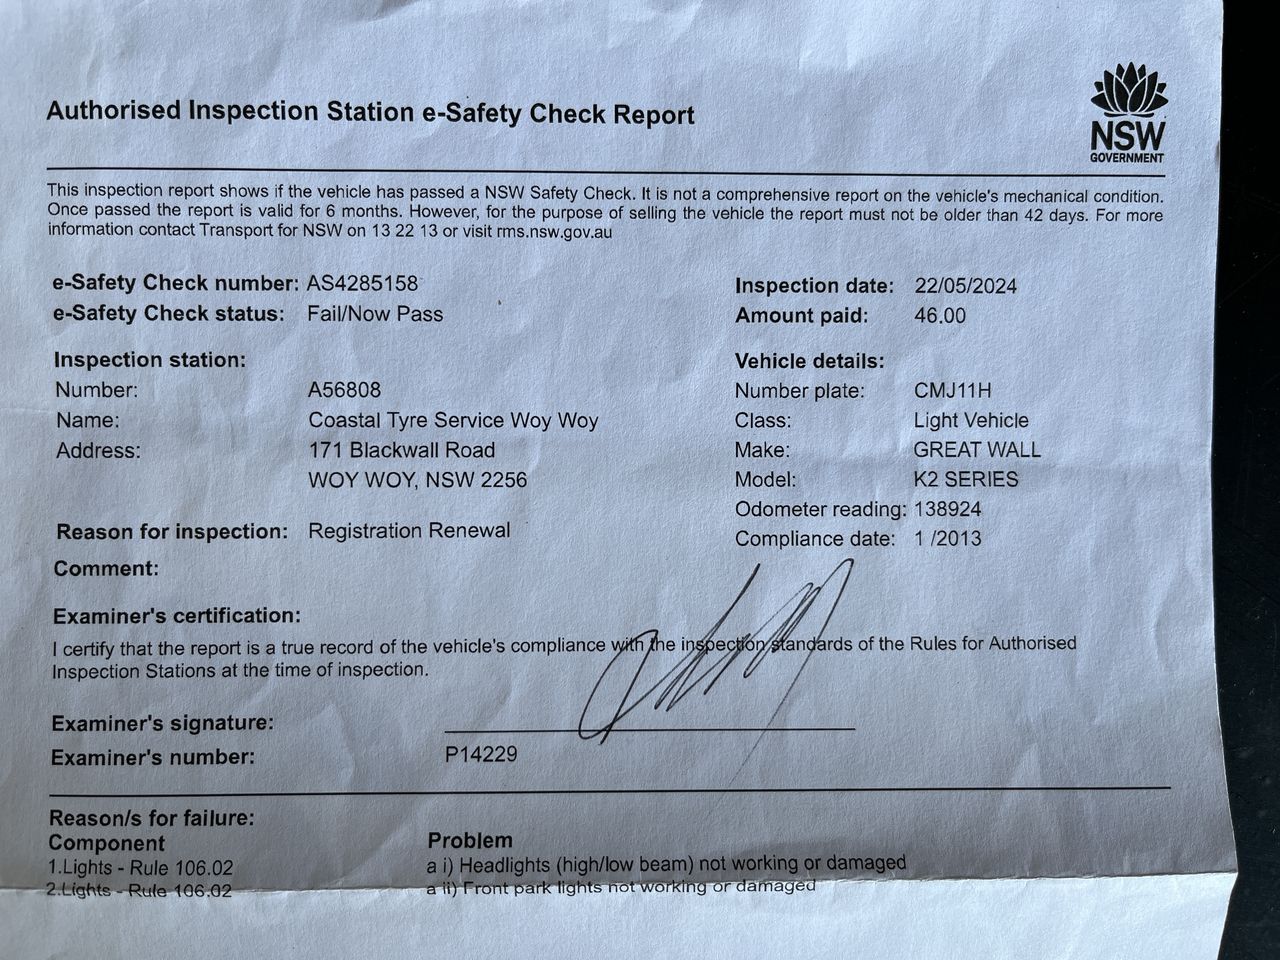 Authorised Inspection Station e-Safety Check Report
NSW
GOVERNMENT
This inspection report shows if the vehicle has passed a NSW Safety Check. It is not a comprehensive report on the vehicle's mechanical condition.
Once passed the report is valid for 6 months. However, for the purpose of selling the vehicle the report must not be older than 42 days. For more
information contact Transport for NSW on 13 22 13 or visit rms.nsw.gov.au
e-Safety Check number: AS4285158
e-Safety Check status: Fail/Now Pass
Inspection date: 22/05/2024
Amount paid: 46.00
Inspection station:
Number: A56808
Name: Coastal Tyre Service Woy Woy
Address: 171 Blackwall Road
WOY WOY, NSW 2256
Vehicle details:
Number plate: CMJ11H
Class: Light Vehicle
Make: GREAT WALL
Model: K2 SERIES
Odometer reading: 138924
Compliance date: 1 /2013
Reason for inspection: Registration Renewal
Comment:
Examiner's certification:
I certify that the report is a true record of the vehicle's compliance with the inspection standards of the Rules for Authorised
Inspection Stations at the time of inspection.
Examiner's signature:
Examiner's number: P14229
Reason/s for failure:
Component Problem
1.Lights - Rule 106.02 a i) Headlights (high/low beam) not working or damaged
2.Lights - Rule 106.02 a ii) Front park lights not working or damaged